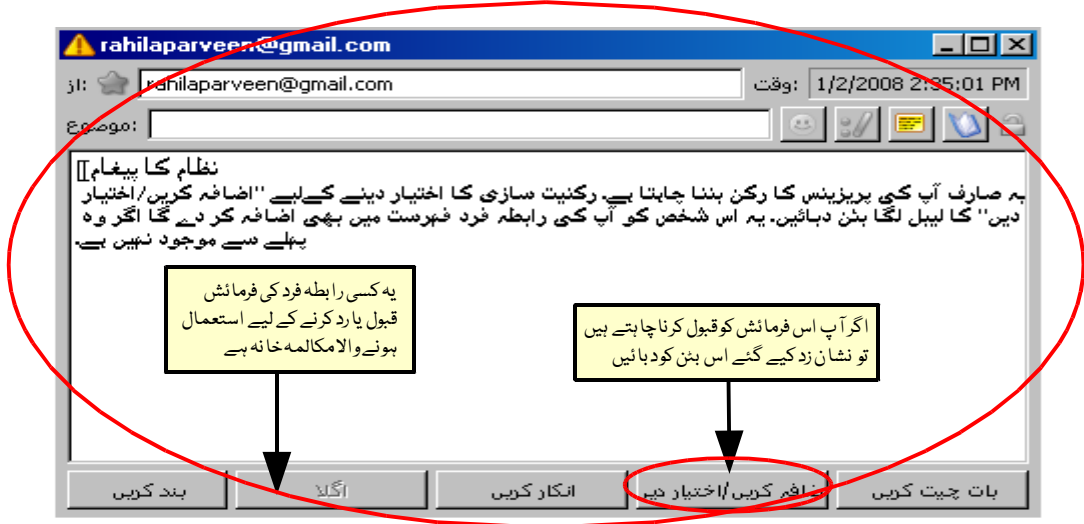 rahilaparveen@gmail.com
از: rahilaparveen@gmail.com وقت: 1/2/2008 2:35:01 PM
موضوع:
نظام کا پیغام]]
یہ صارف آپ کی پریزینس کا رکن بننا چاہتا ہے۔ رکنیت سازی کا اختیار دینے کےلیے "اضافہ کریں/اختیار
دیں" کا لیبل لگا بٹن دبائیں۔ یہ اس شخص کو آپ کی رابطہ فرد فہرست میں بھی اضافہ کر دے گا اگر وہ
پہلے سے موجود نہیں ہے۔
یہ کسی رابطہ فرد کی فرمائش
قبول یا رد کرنے کے لیے استعمال
ہونے والا مکالمہ خانہ ہے
اگر آپ اس فرمائش کو قبول کرنا چاہتے ہیں
تو نشان زد کیے گئے اس بٹن کو دبائیں
بات چیت کریں اضافہ کریں/اختیار دیں انکار کریں اگلا بند کریں